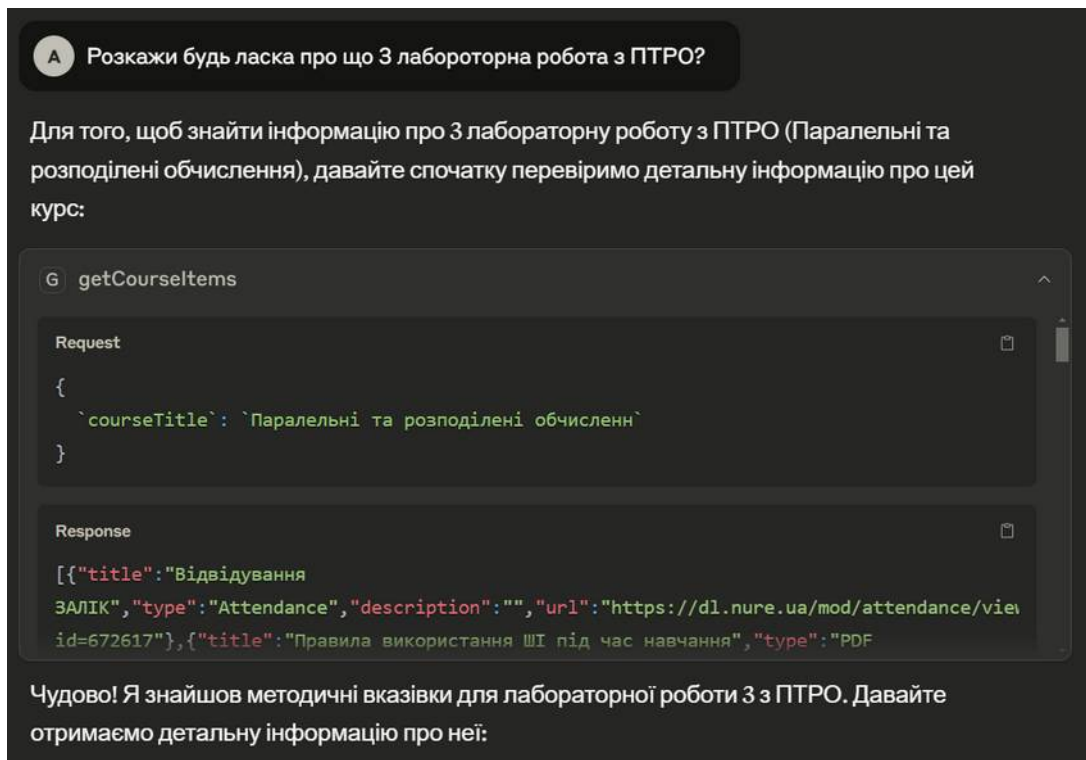 А Розкажи будь ласка про що 3 лабороторна робота з ПТРО?
Для того, щоб знайти інформацію про 3 лабораторну роботу з ПТРО (Паралельні та
розподілені обчислення), давайте спочатку перевіримо детальну інформацію про цей
курс:
G getCourseItems
Request
{
`courseTitle`: `Паралельні та розподілені обчисленн`
}
Response
[{"title":"Відвідування
ЗАЛІК","type":"Attendance","description":"","url":"https://dl.nure.ua/mod/attendance/view
id=672617"},{"title":"Правила використання ШІ під час навчання","type":"PDF
Чудово! Я знайшов методичні вказівки для лабораторної роботи 3 з ПТРО. Давайте
отримаємо детальну інформацію про неї: